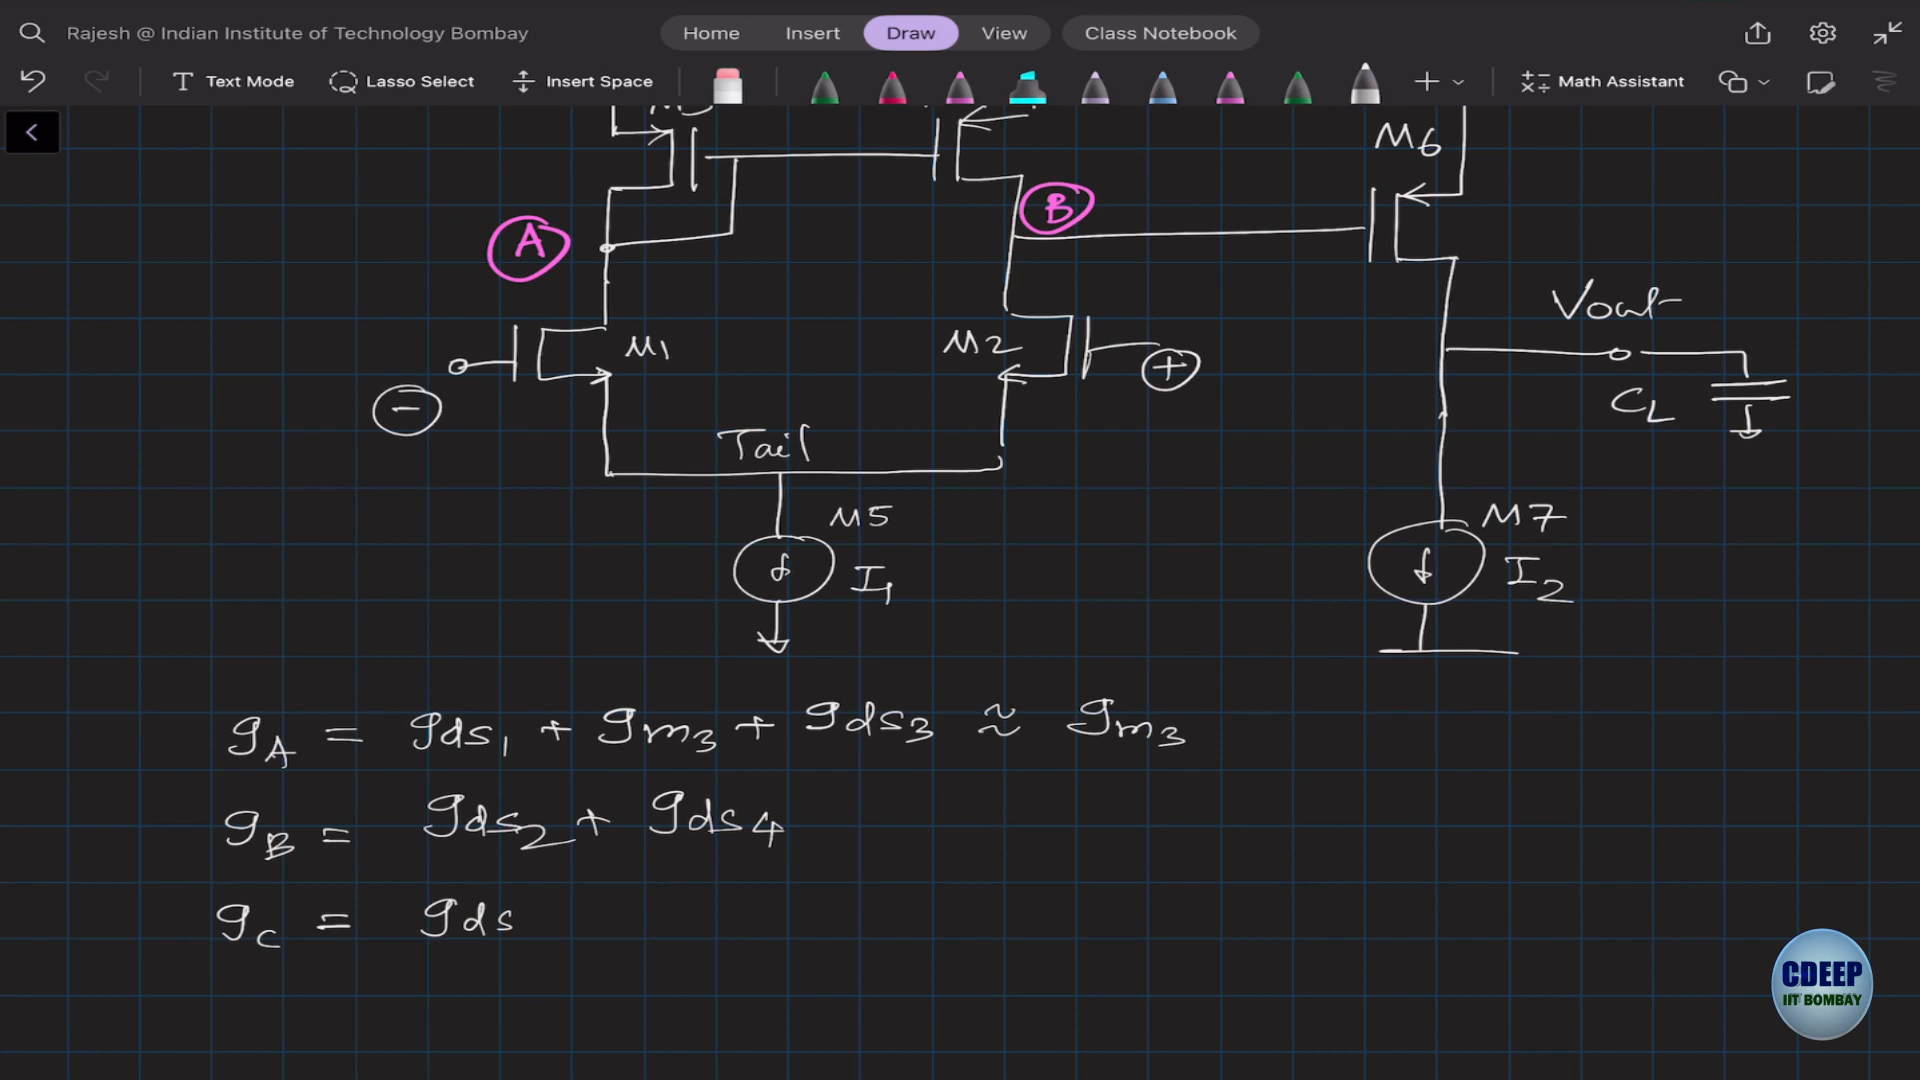 Rajesh @ Indian Institute of Technology Bombay
Home Insert Draw View Class Notebook
Text Mode Lasso Select Insert Space Math Assistant
M6
B
A
Vout
M1 M2
+
−
CL
Tail
M5 M7
I1 I2
gA = gds1 + gm3 + gds3 ≈ gm3
gB = gds2 + gds4
gC = gds
CDEEP
IIT BOMBAY